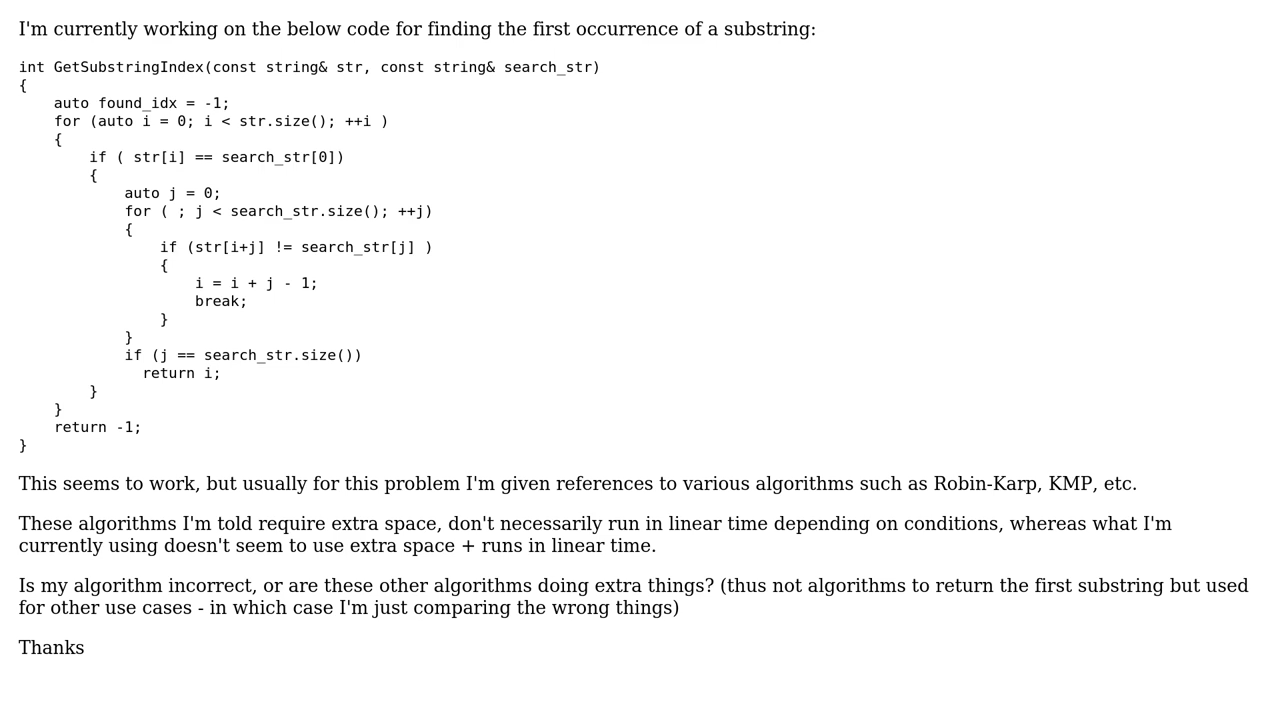 I'm currently working on the below code for finding the first occurrence of a substring:
int GetSubstringIndex(const string& str, const string& search_str)
{
    auto found_idx = -1;
    for (auto i = 0; i < str.size(); ++i )
    {
        if ( str[i] == search_str[0])
        {
            auto j = 0;
            for ( ; j < search_str.size(); ++j)
            {
                if (str[i+j] != search_str[j] )
                {
                    i = i + j - 1;
                    break;
                }
            }
            if (j == search_str.size())
              return i;
        }
    }
    return -1;
}
This seems to work, but usually for this problem I'm given references to various algorithms such as Robin-Karp, KMP, etc.
These algorithms I'm told require extra space, don't necessarily run in linear time depending on conditions, whereas what I'm
currently using doesn't seem to use extra space + runs in linear time.
Is my algorithm incorrect, or are these other algorithms doing extra things? (thus not algorithms to return the first substring but used
for other use cases - in which case I'm just comparing the wrong things)
Thanks